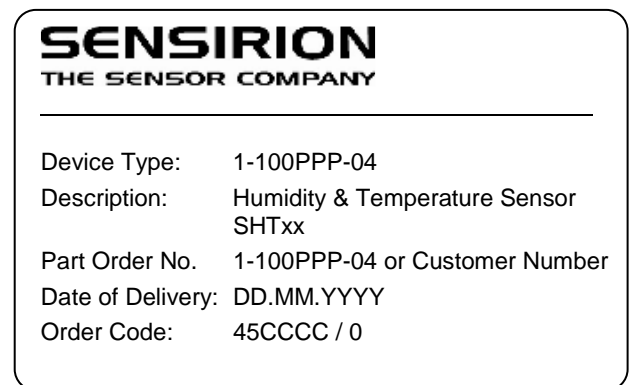 SENSIRION
THE SENSOR COMPANY
Device Type: 1-100PPP-04
Description: Humidity & Temperature Sensor
SHTxx
Part Order No. 1-100PPP-04 or Customer Number
Date of Delivery: DD.MM.YYYY
Order Code: 45CCCC / 0